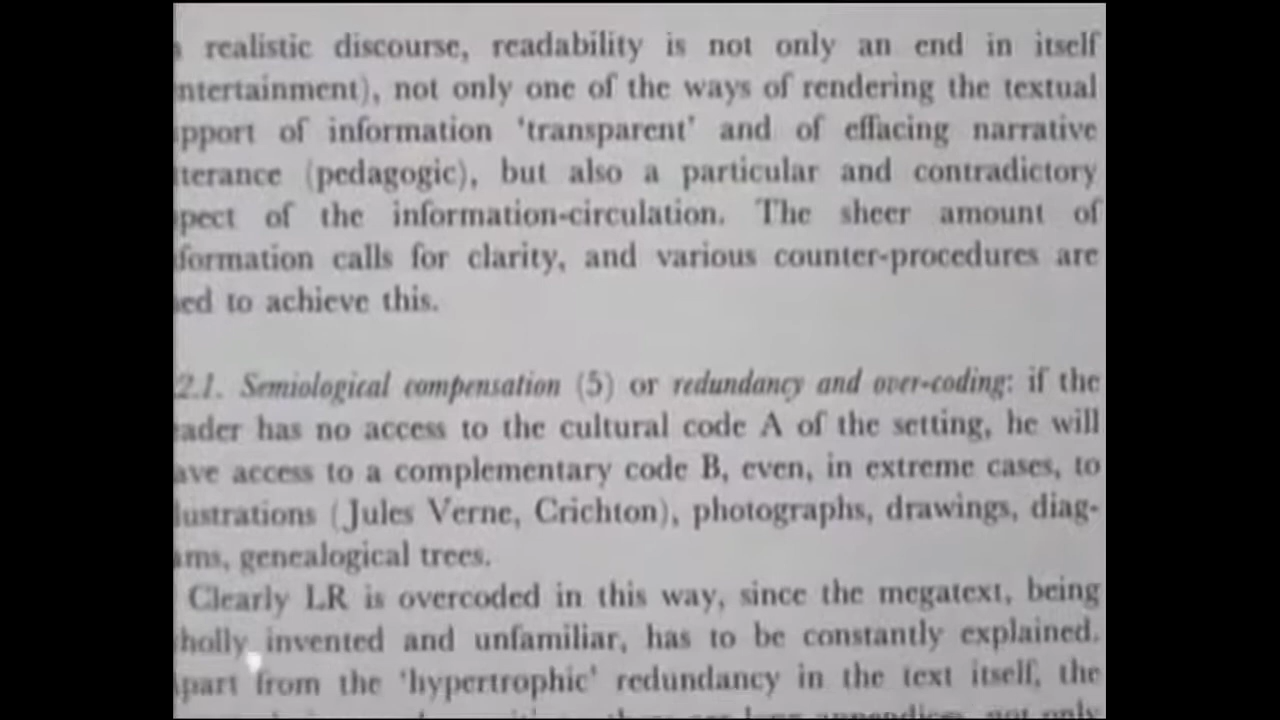 realistic discourse, readability is not only an end in itself
ntertainment), not only one of the ways of rendering the textual
pport of information 'transparent' and of effacing narrative
terance (pedagogic), but also a particular and contradictory
pect of the information-circulation. The sheer amount of
formation calls for clarity, and various counter-procedures are
ed to achieve this.
2.1. Semiological compensation (5) or redundancy and over-coding: if the
ader has no access to the cultural code A of the setting, he will
ave access to a complementary code B, even, in extreme cases, to
lustrations (Jules Verne, Crichton), photographs, drawings, diag-
ams, genealogical trees.
Clearly LR is overcoded in this way, since the megatext, being
holly invented and unfamiliar, has to be constantly explained.
part from the 'hypertrophic' redundancy in the text itself, the